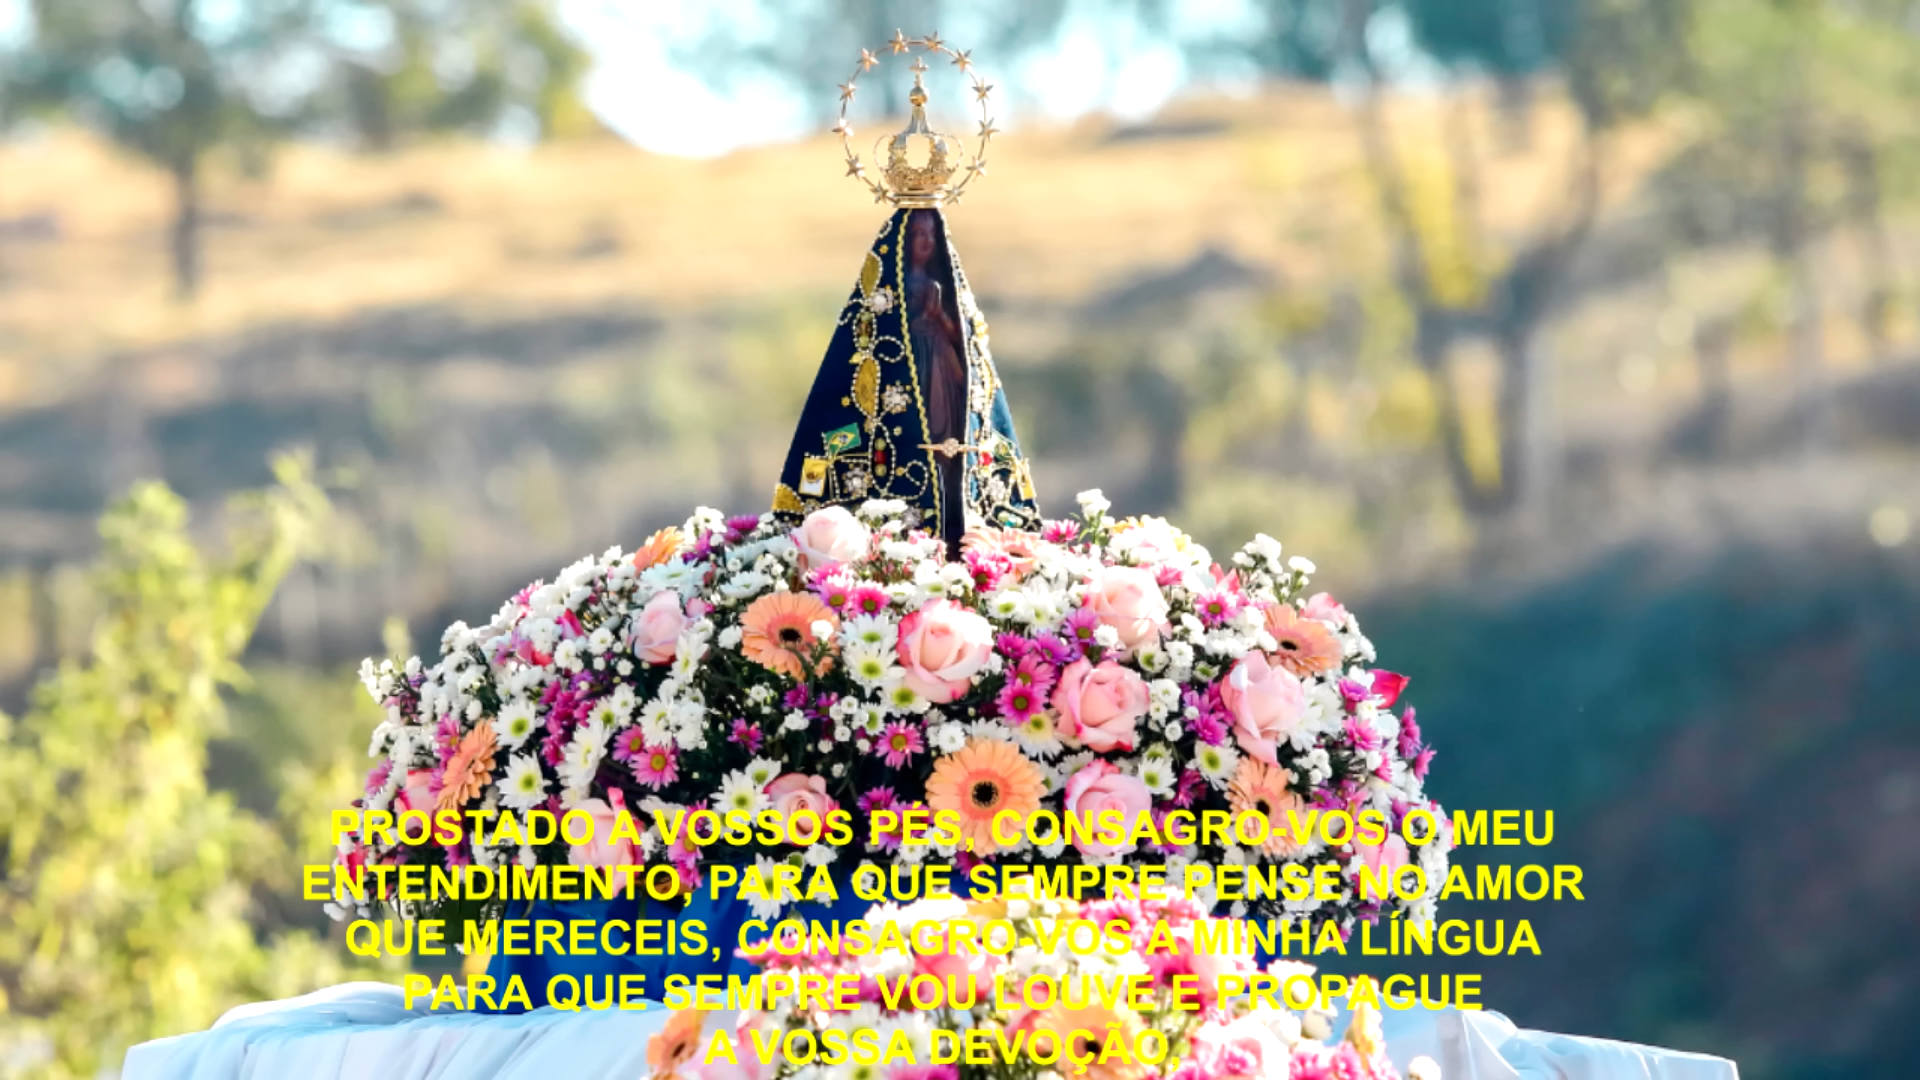 PROSTADO A VOSSOS PÉS, CONSAGRO-VOS O MEU
ENTENDIMENTO, PARA QUE SEMPRE PENSE NO AMOR
QUE MERECEIS, CONSAGRO-VOS A MINHA LÍNGUA
PARA QUE SEMPRE VOU LOUVE E PROPAGUE
A VOSSA DEVOÇÃO,